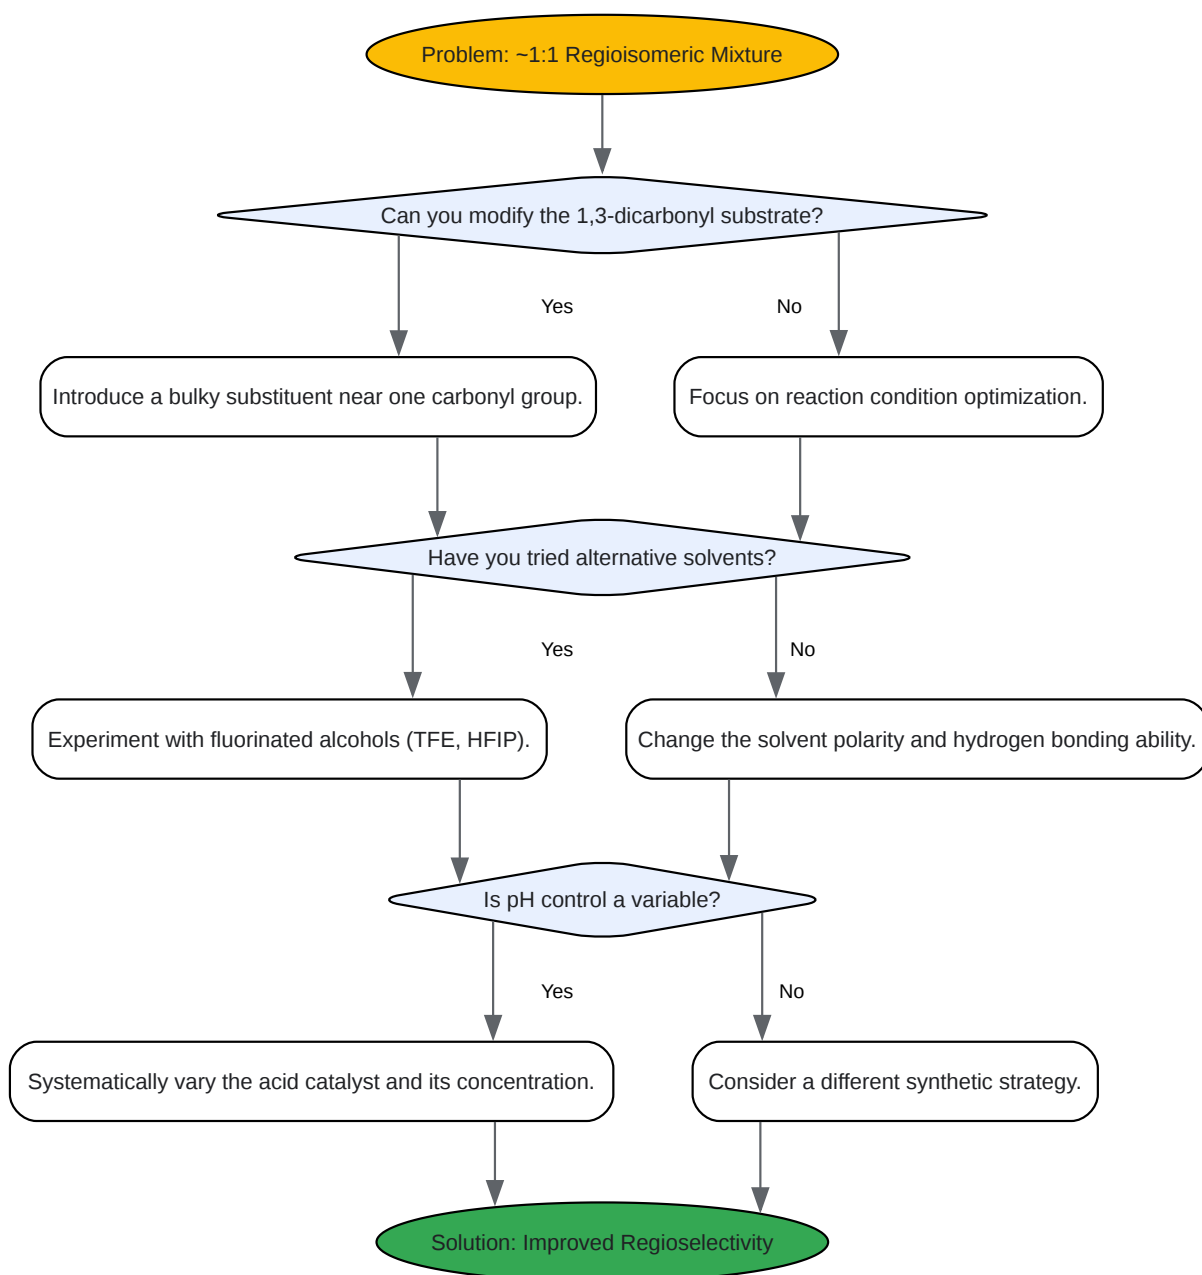 Problem: ~1:1 Regioisomeric Mixture
Can you modify the 1,3-dicarbonyl substrate?
Yes
No
Introduce a bulky substituent near one carbonyl group.
Focus on reaction condition optimization.
Have you tried alternative solvents?
Yes
No
Experiment with fluorinated alcohols (TFE, HFIP).
Change the solvent polarity and hydrogen bonding ability.
Is pH control a variable?
Yes
No
Systematically vary the acid catalyst and its concentration.
Consider a different synthetic strategy.
Solution: Improved Regioselectivity